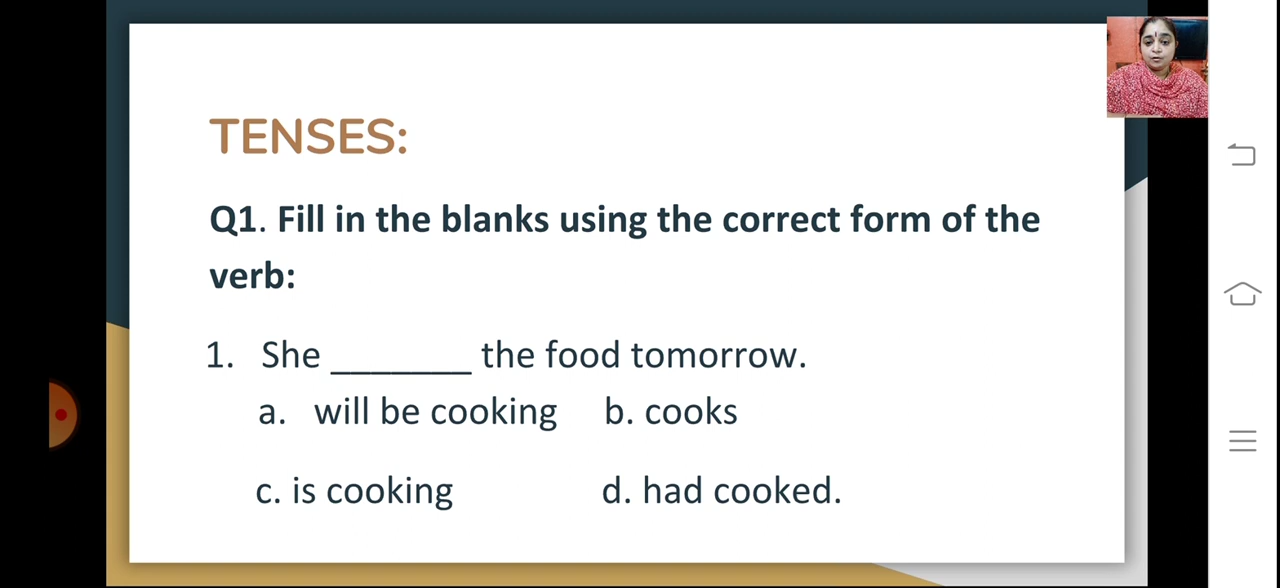 TENSES:
Q1. Fill in the blanks using the correct form of the
verb:
1. She _______ the food tomorrow.
a. will be cooking b. cooks
c. is cooking d. had cooked.